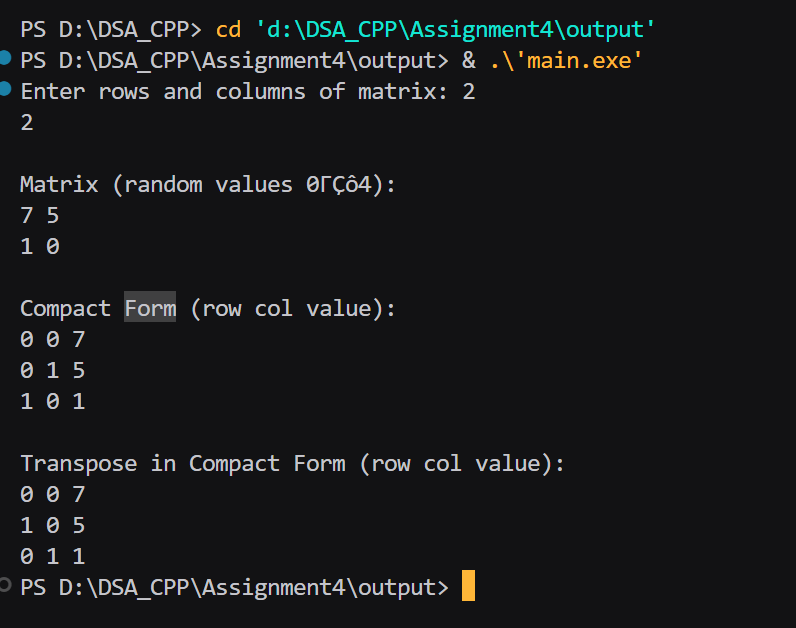 PS D:\DSA_CPP> cd 'd:\DSA_CPP\Assignment4\output'
PS D:\DSA_CPP\Assignment4\output> & .\'main.exe'
Enter rows and columns of matrix: 2
2
Matrix (random values 0ΓÇô4):
7 5
1 0
Compact Form (row col value):
0 0 7
0 1 5
1 0 1
Transpose in Compact Form (row col value):
0 0 7
1 0 5
0 1 1
PS D:\DSA_CPP\Assignment4\output>